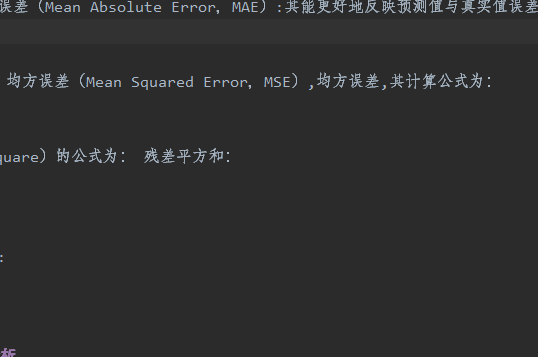 误差（Mean Absolute Error, MAE）:其能更好地反映预测值与真实值误差
均方误差（Mean Squared Error, MSE）,均方误差,其计算公式为:
quare）的公式为: 残差平方和:
:
析